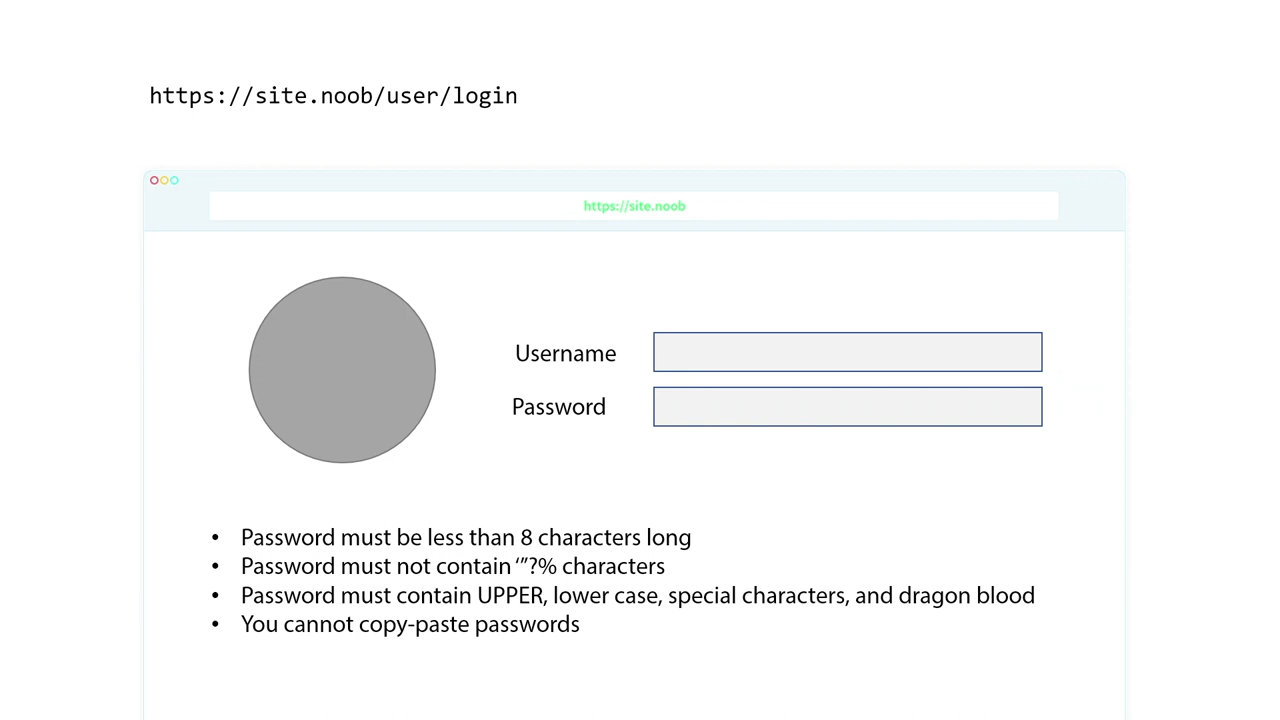 https://site.noob/user/login
https://site.noob
Username
Password
• Password must be less than 8 characters long
• Password must not contain ‘”?% characters
• Password must contain UPPER, lower case, special characters, and dragon blood
• You cannot copy-paste passwords